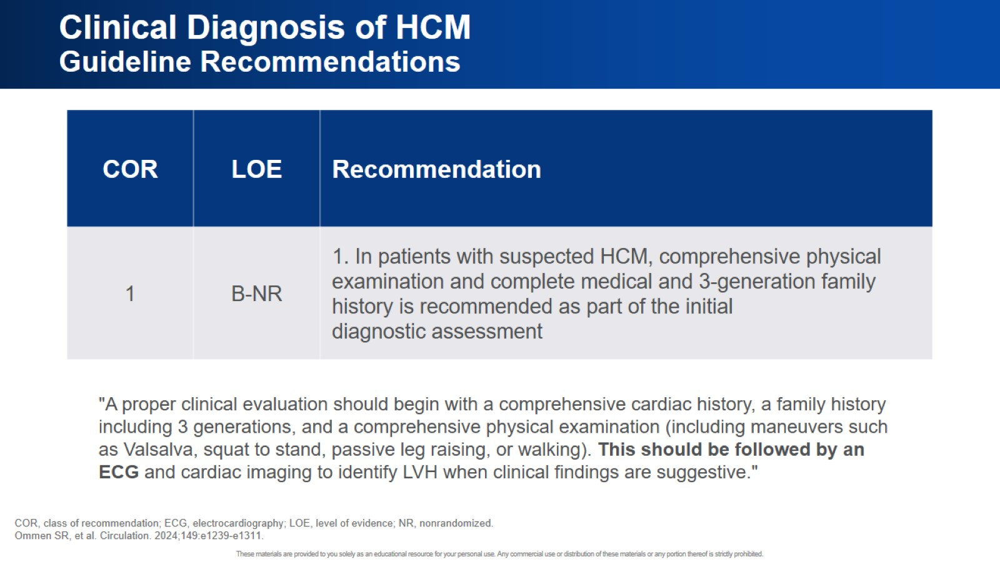 Clinical Diagnosis of HCM
Guideline Recommendations
COR LOE Recommendation
1 B-NR
1. In patients with suspected HCM, comprehensive physical
examination and complete medical and 3-generation family
history is recommended as part of the initial
diagnostic assessment
"A proper clinical evaluation should begin with a comprehensive cardiac history, a family history
including 3 generations, and a comprehensive physical examination (including maneuvers such
as Valsalva, squat to stand, passive leg raising, or walking). This should be followed by an
ECG and cardiac imaging to identify LVH when clinical findings are suggestive."
COR, class of recommendation; ECG, electrocardiography; LOE, level of evidence; NR, nonrandomized.
Ommen SR, et al. Circulation. 2024;149:e1239-e1311.
These materials are provided to you solely as an educational resource for your personal use. Any commercial use or distribution of these materials or any portion thereof is strictly prohibited.